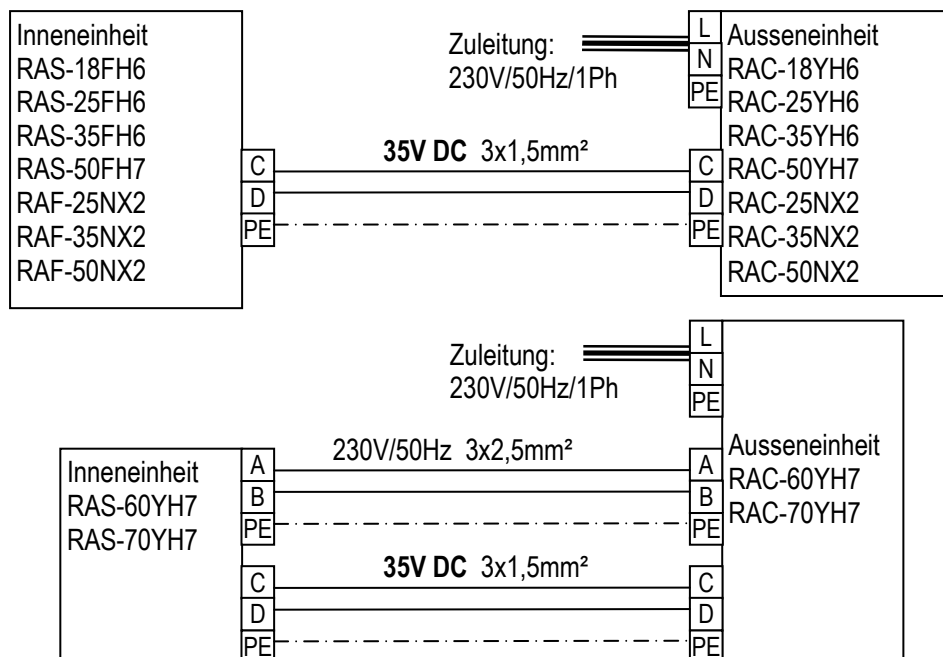 Inneneinheit
RAS-18FH6
RAS-25FH6
RAS-35FH6
RAS-50FH7
RAF-25NX2
RAF-35NX2
RAF-50NX2
C
D
PE
Zuleitung:
230V/50Hz/1Ph
35V DC 3x1,5mm²
L
N
PE
C
D
PE
Ausseneinheit
RAC-18YH6
RAC-25YH6
RAC-35YH6
RAC-50YH7
RAC-25NX2
RAC-35NX2
RAC-50NX2
Zuleitung:
230V/50Hz/1Ph
L
N
PE
Inneneinheit
RAS-60YH7
RAS-70YH7
A
B
PE
C
D
PE
230V/50Hz 3x2,5mm²
35V DC 3x1,5mm²
A
B
PE
C
D
PE
Ausseneinheit
RAC-60YH7
RAC-70YH7